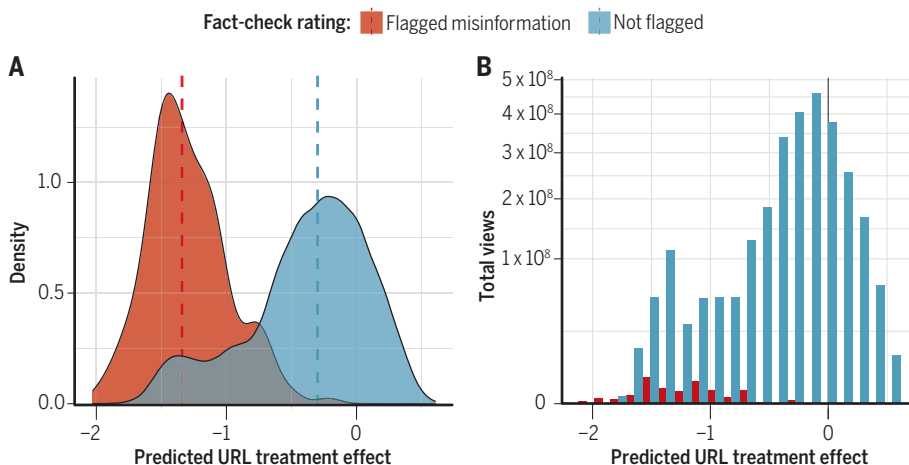 Fact-check rating: Flagged misinformation Not flagged
A
Density
1.0
0.5
0.0
−2 −1 0
Predicted URL treatment effect
B
Total views
5 x 10⁸
4 x 10⁸
3 x 10⁸
2 x 10⁸
1 x 10⁸
0
−2 −1 0
Predicted URL treatment effect